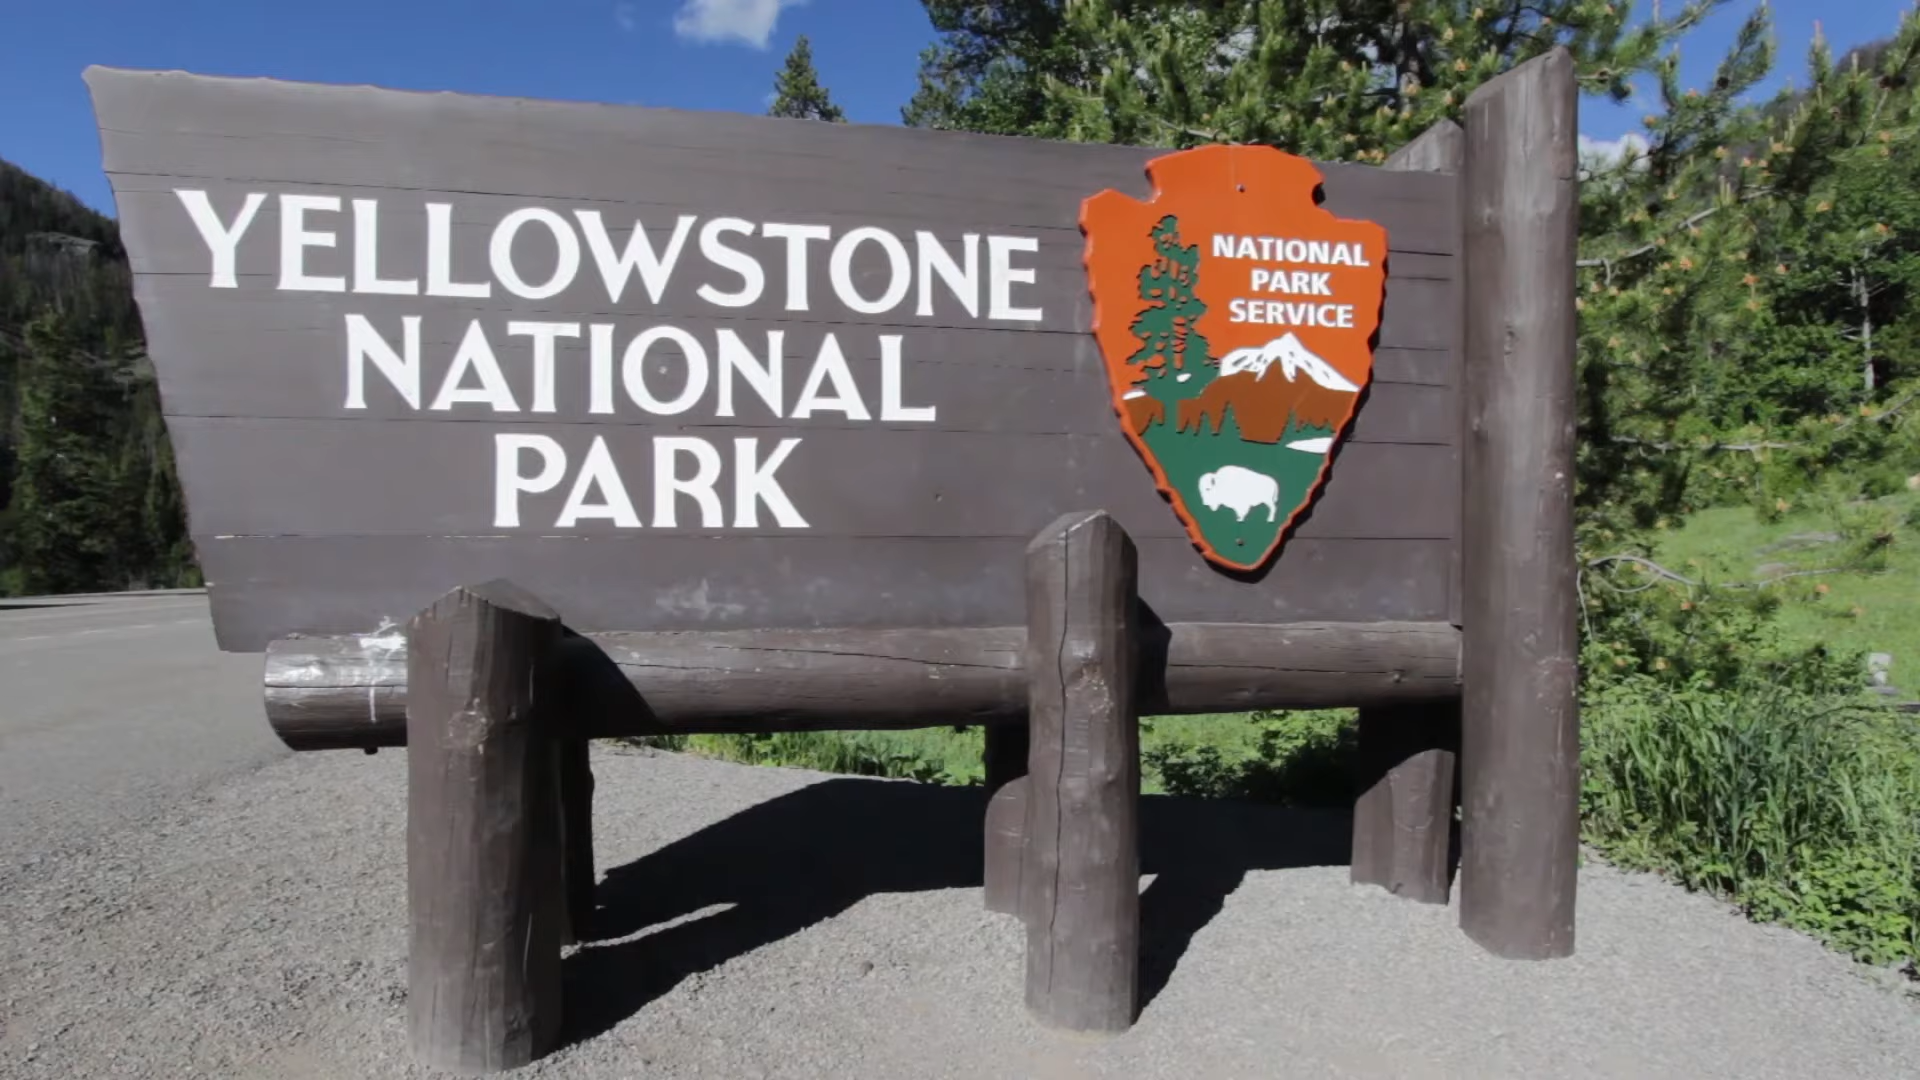 YELLOWSTONE
NATIONAL
PARK
NATIONAL
PARK
SERVICE